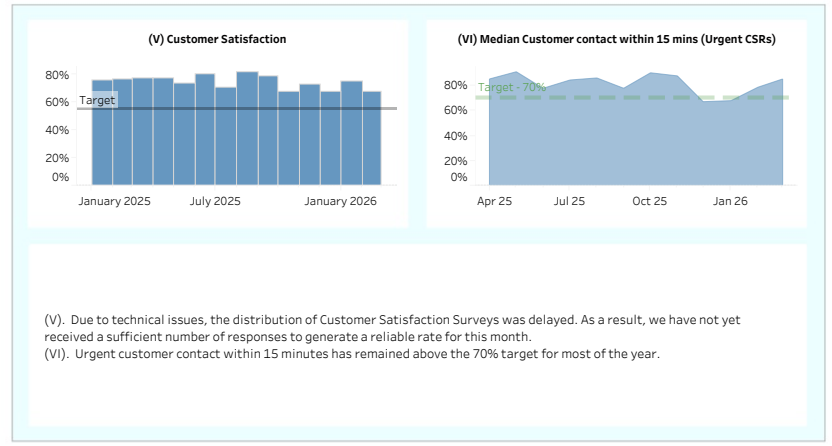 (V) Customer Satisfaction
80%
60%
40%
20%
0%
Target
January 2025
July 2025
January 2026
(VI) Median Customer contact within 15 mins (Urgent CSRs)
80%
60%
40%
20%
0%
Target - 70%
Apr 25
Jul 25
Oct 25
Jan 26
(V).  Due to technical issues, the distribution of Customer Satisfaction Surveys was delayed. As a result, we have not yet
received a sufficient number of responses to generate a reliable rate for this month.
(VI).  Urgent customer contact within 15 minutes has remained above the 70% target for most of the year.